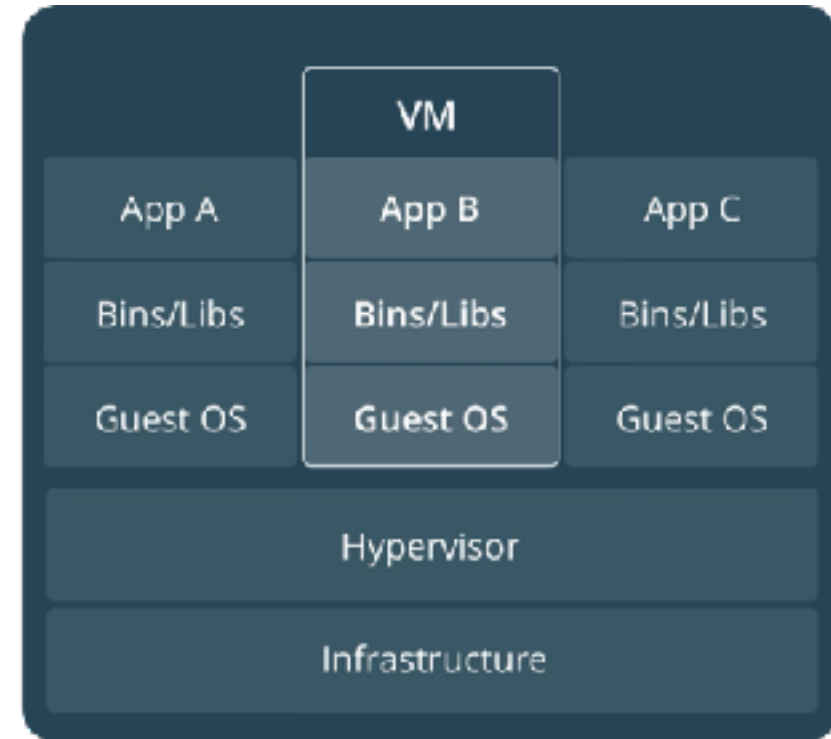 VM
App A App B App C
Bins/Libs Bins/Libs Bins/Libs
Guest OS Guest OS Guest OS
Hypervisor
Infrastructure